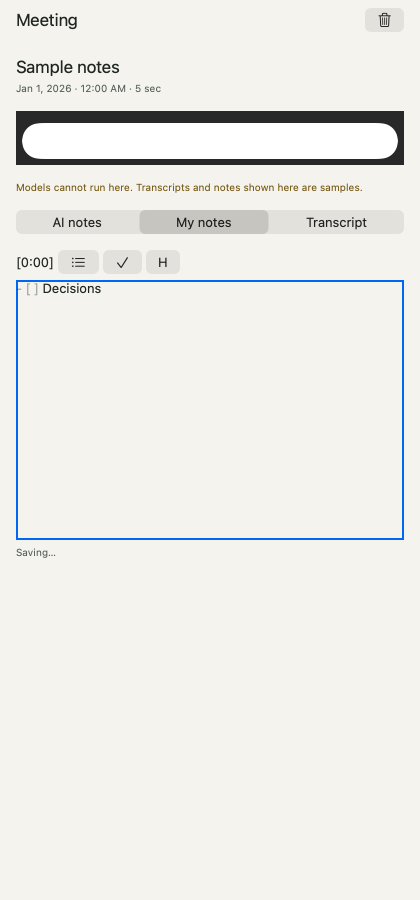 Meeting
Sample notes
Jan 1, 2026 · 12:00 AM · 5 sec
Models cannot run here. Transcripts and notes shown here are samples.
AI notes My notes Transcript
[0:00] H
- [ ] Decisions
Saving...